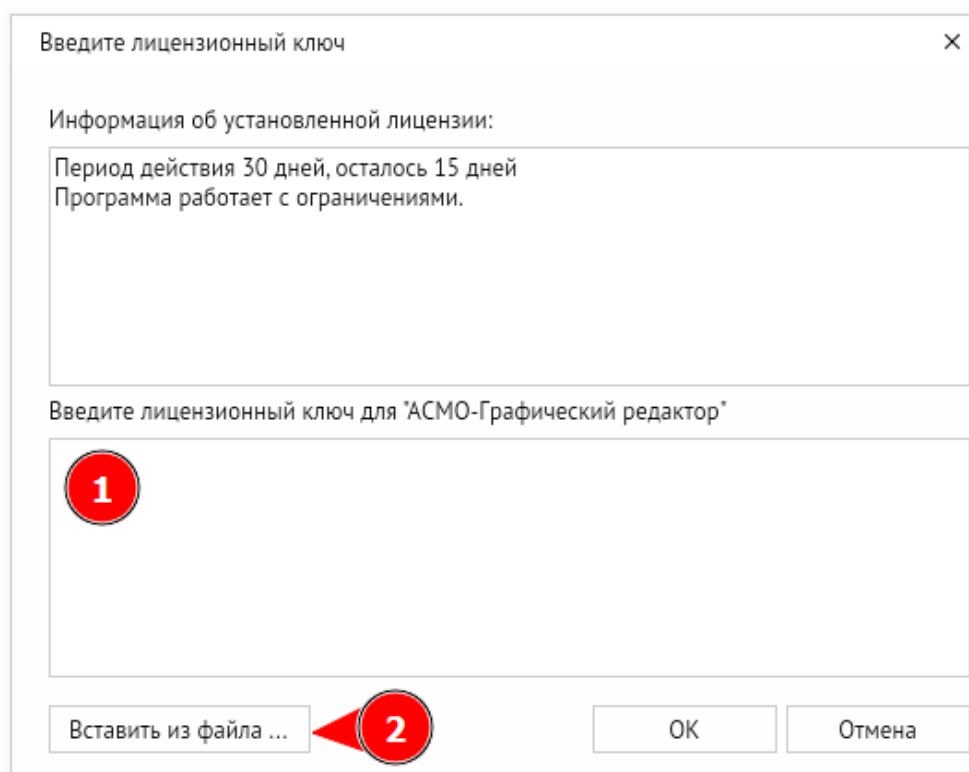 Введите лицензионный ключ
Информация об установленной лицензии:
Период действия 30 дней, осталось 15 дней
Программа работает с ограничениями.
Введите лицензионный ключ для "АСМО-Графический редактор"
1
Вставить из файла ...
2
OK
Отмена